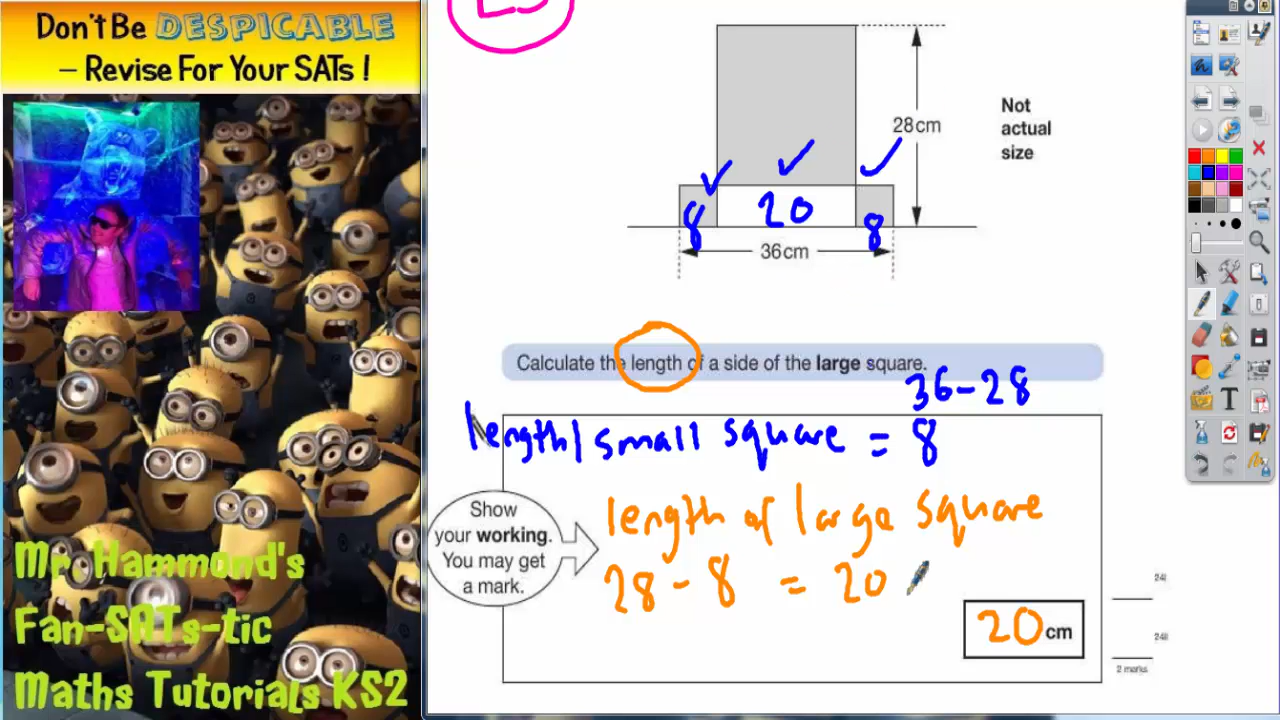 Don't Be DESPICABLE
– Revise For Your SATs !
28cm
Not
actual
size
8
20
8
36cm
Calculate the length of a side of the large square.
36-28
length small square = 8
Show
your working.
You may get
a mark.
length of large square
28 - 8 = 20
20 cm
2 marks
Mr. Hammond's
Fan-SATs-tic
Maths Tutorials KS2